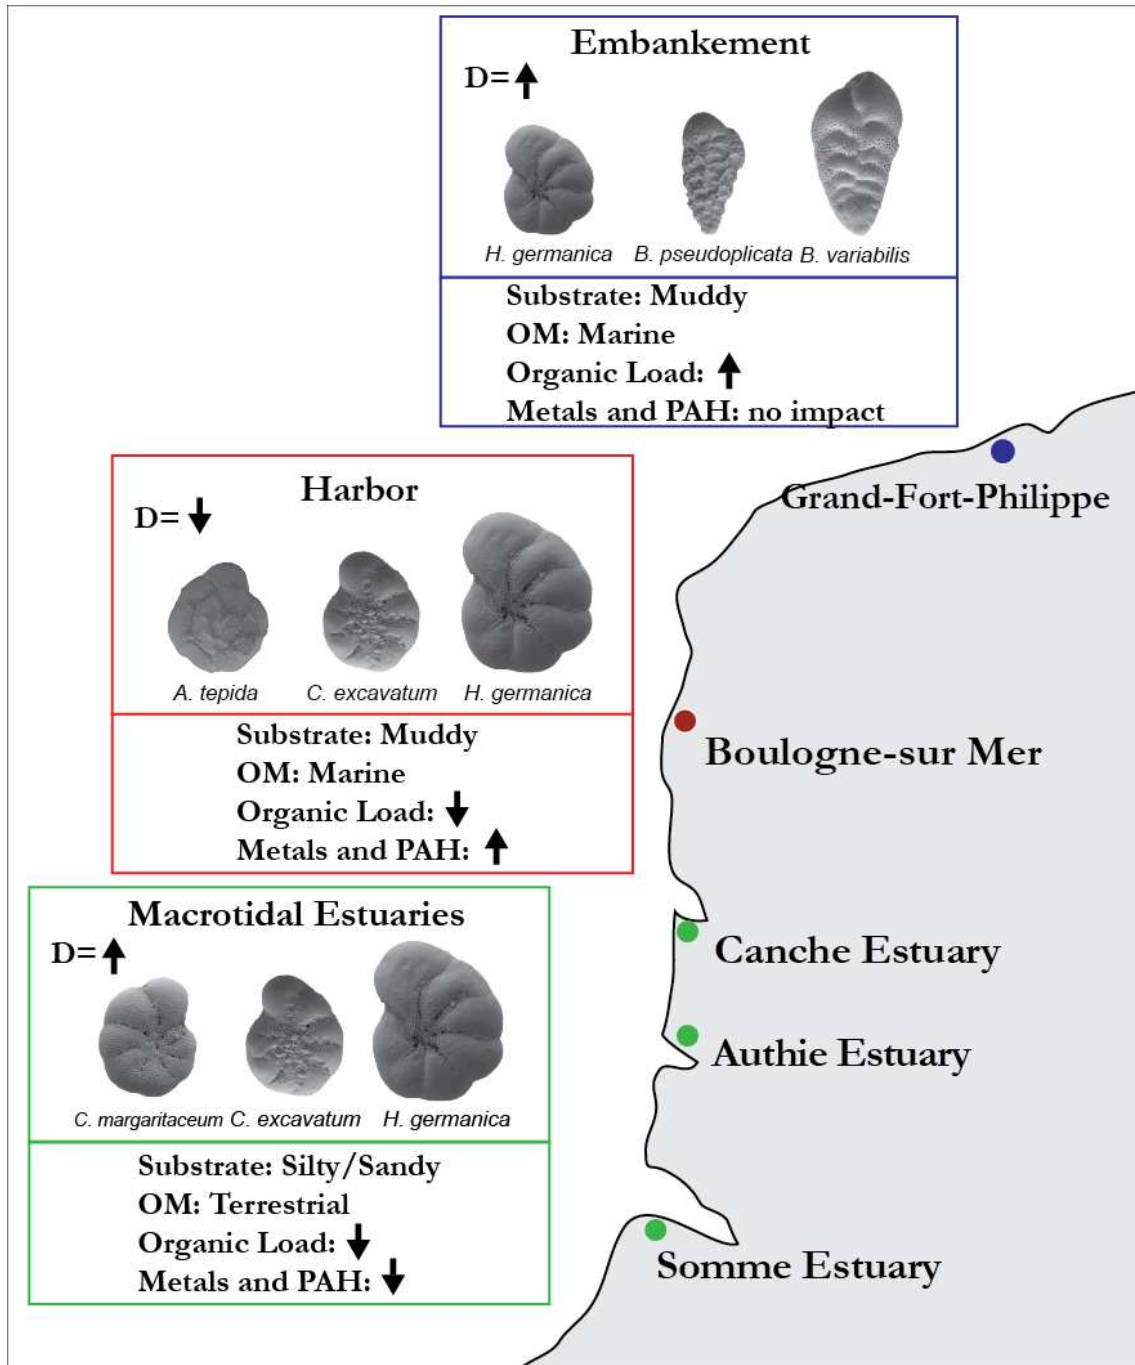 Embankement
D=
H. germanica B. pseudoplicata B. variabilis
Substrate: Muddy
OM: Marine
Organic Load:
Metals and PAH: no impact
Grand-Fort-Philippe
Harbor
D=
A. tepida C. excavatum H. germanica
Substrate: Muddy
OM: Marine
Organic Load:
Metals and PAH:
Boulogne-sur Mer
Macrotidal Estuaries
D=
C. margaritaceum C. excavatum H. germanica
Substrate: Silty/Sandy
OM: Terrestrial
Organic Load:
Metals and PAH:
Canche Estuary
Authie Estuary
Somme Estuary